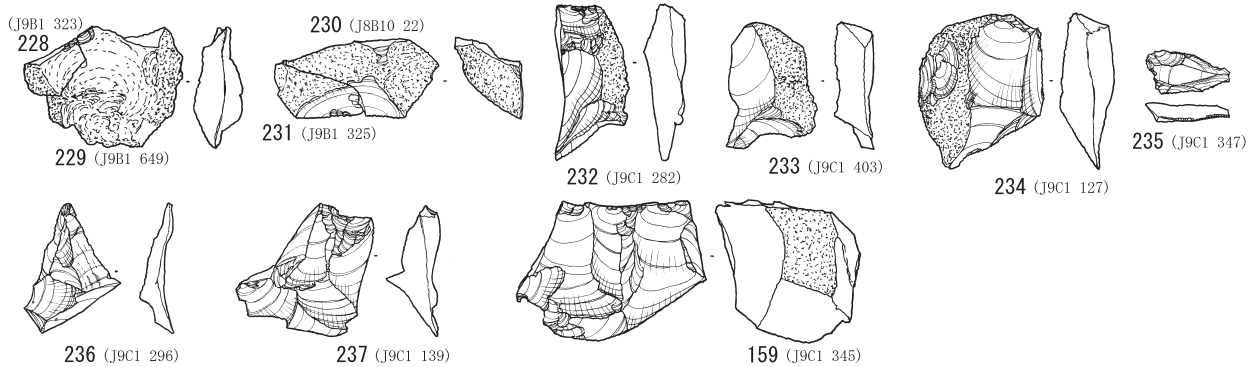 (J9B1 323)
228
229 (J9B1 649)
230 (J8B10 22)
231 (J9B1 325)
232 (J9C1 282)
233 (J9C1 403)
234 (J9C1 127)
235 (J9C1 347)
236 (J9C1 296)
237 (J9C1 139)
159 (J9C1 345)